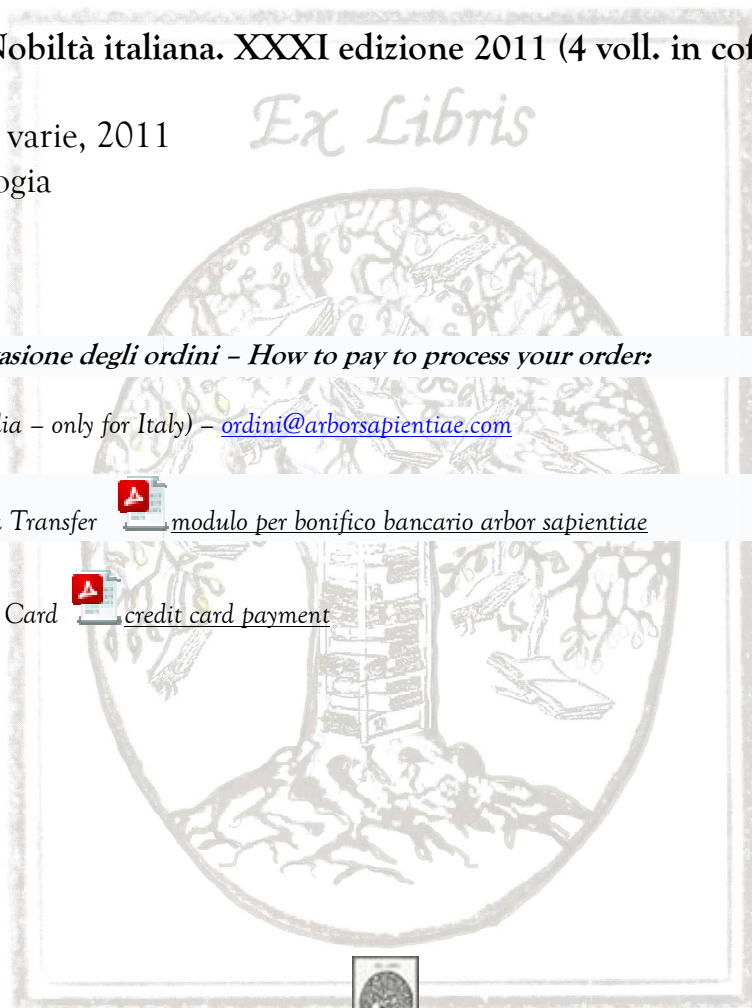 Nobiltà italiana. XXXI edizione 2011 (4 voll. in cof
Ex Libris
varie, 2011
ogia
asione degli ordini – How to pay to process your order:
lia – only for Italy) – ordini@arborsapientiae.com
Transfer modulo per bonifico bancario arbor sapientiae
Card credit card payment